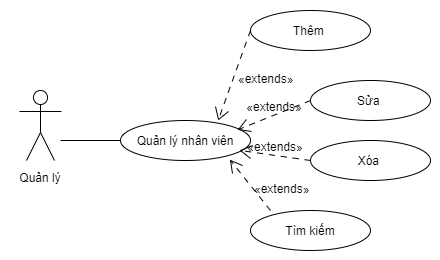 Thêm
«extends»
Sửa
«extends»
Quản lý nhân viên
«extends»
Xóa
Quản lý
«extends»
Tìm kiếm